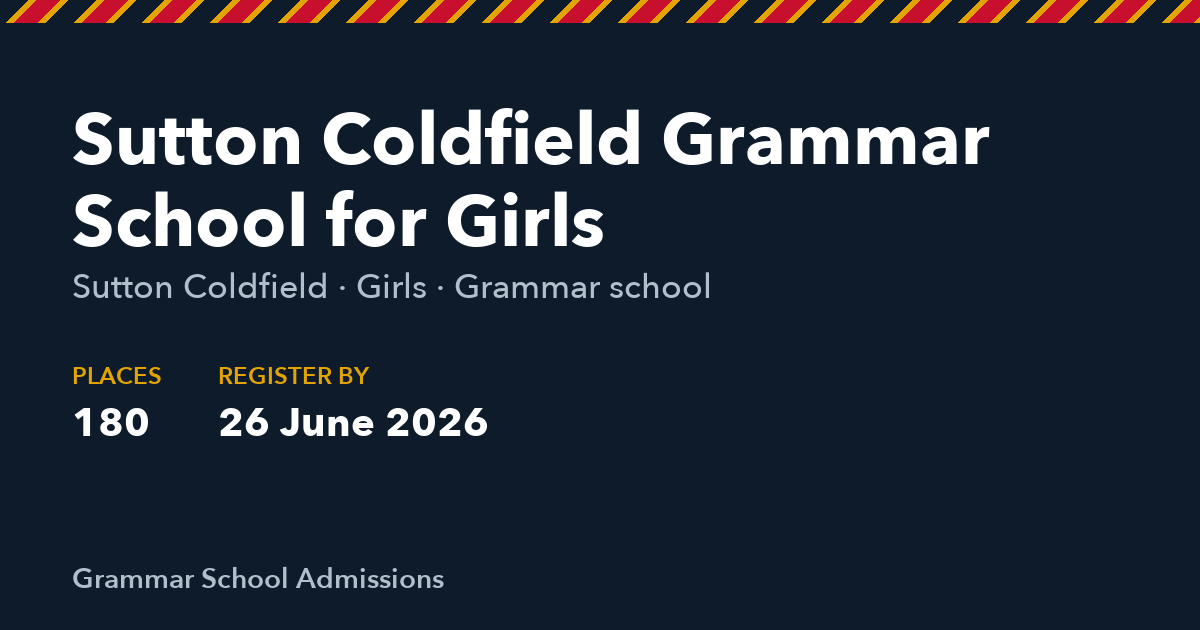 Sutton Coldfield Grammar
School for Girls
Sutton Coldfield · Girls · Grammar school
PLACES REGISTER BY
180 26 June 2026
Grammar School Admissions